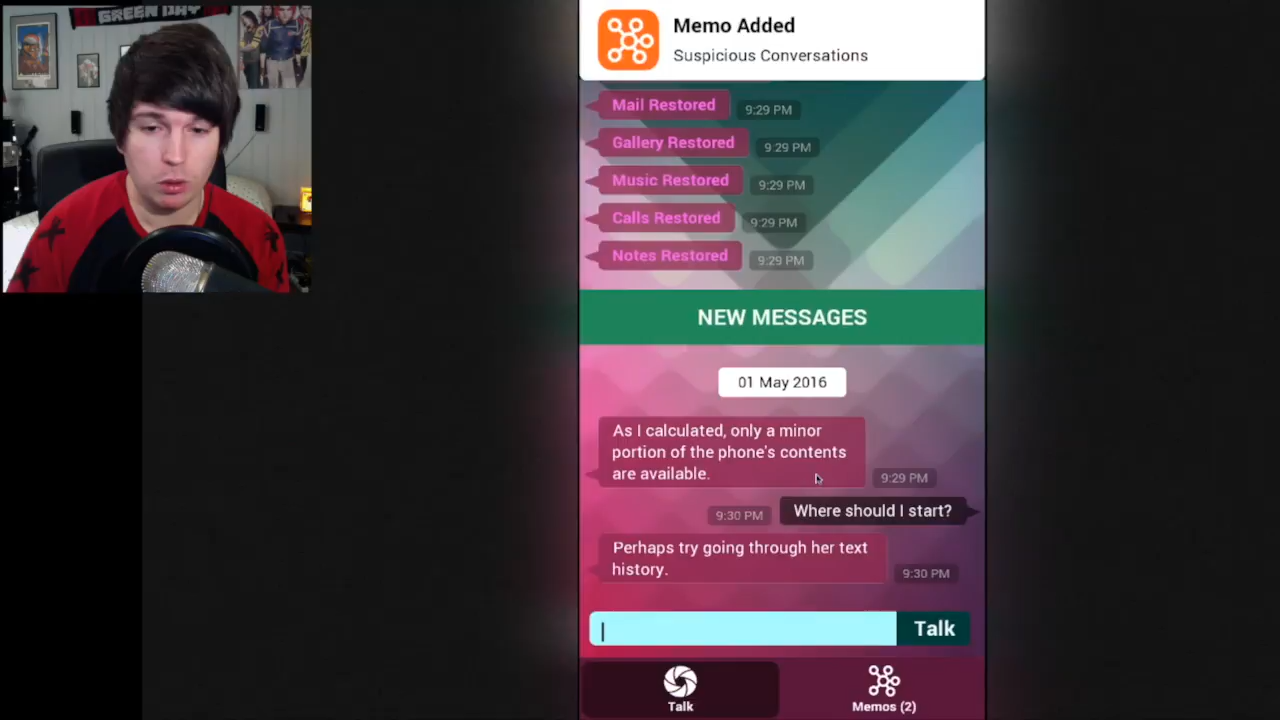 GREEN DAY
Memo Added
Suspicious Conversations
Mail Restored
9:29 PM
Gallery Restored
9:29 PM
Music Restored
9:29 PM
Calls Restored
9:29 PM
Notes Restored
9:29 PM
NEW MESSAGES
01 May 2016
As I calculated, only a minor
portion of the phone's contents
are available.
9:29 PM
9:30 PM
Where should I start?
Perhaps try going through her text
history.
9:30 PM
Talk
Talk
Memos (2)